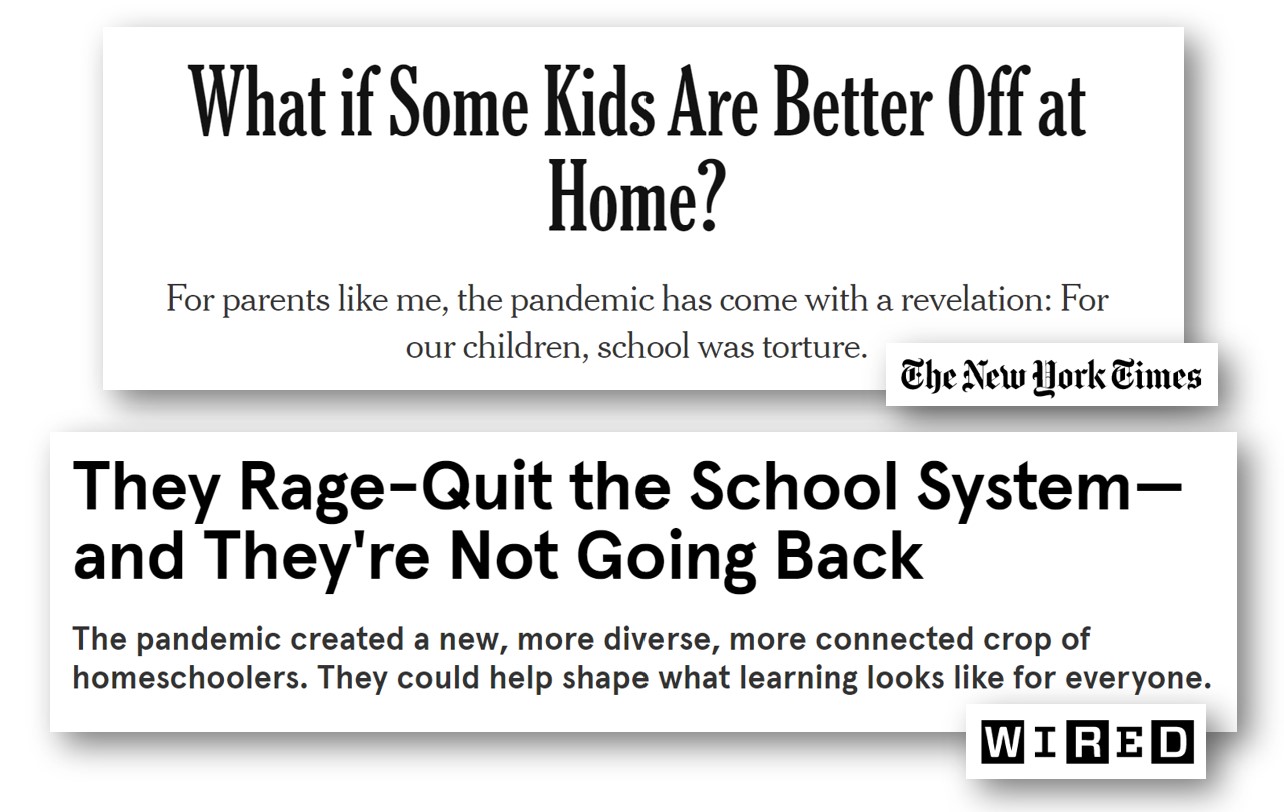 What if Some Kids Are Better Off at
Home?
For parents like me, the pandemic has come with a revelation: For
our children, school was torture.
The New York Times
They Rage-Quit the School System—
and They're Not Going Back
The pandemic created a new, more diverse, more connected crop of
homeschoolers. They could help shape what learning looks like for everyone.
WIRED